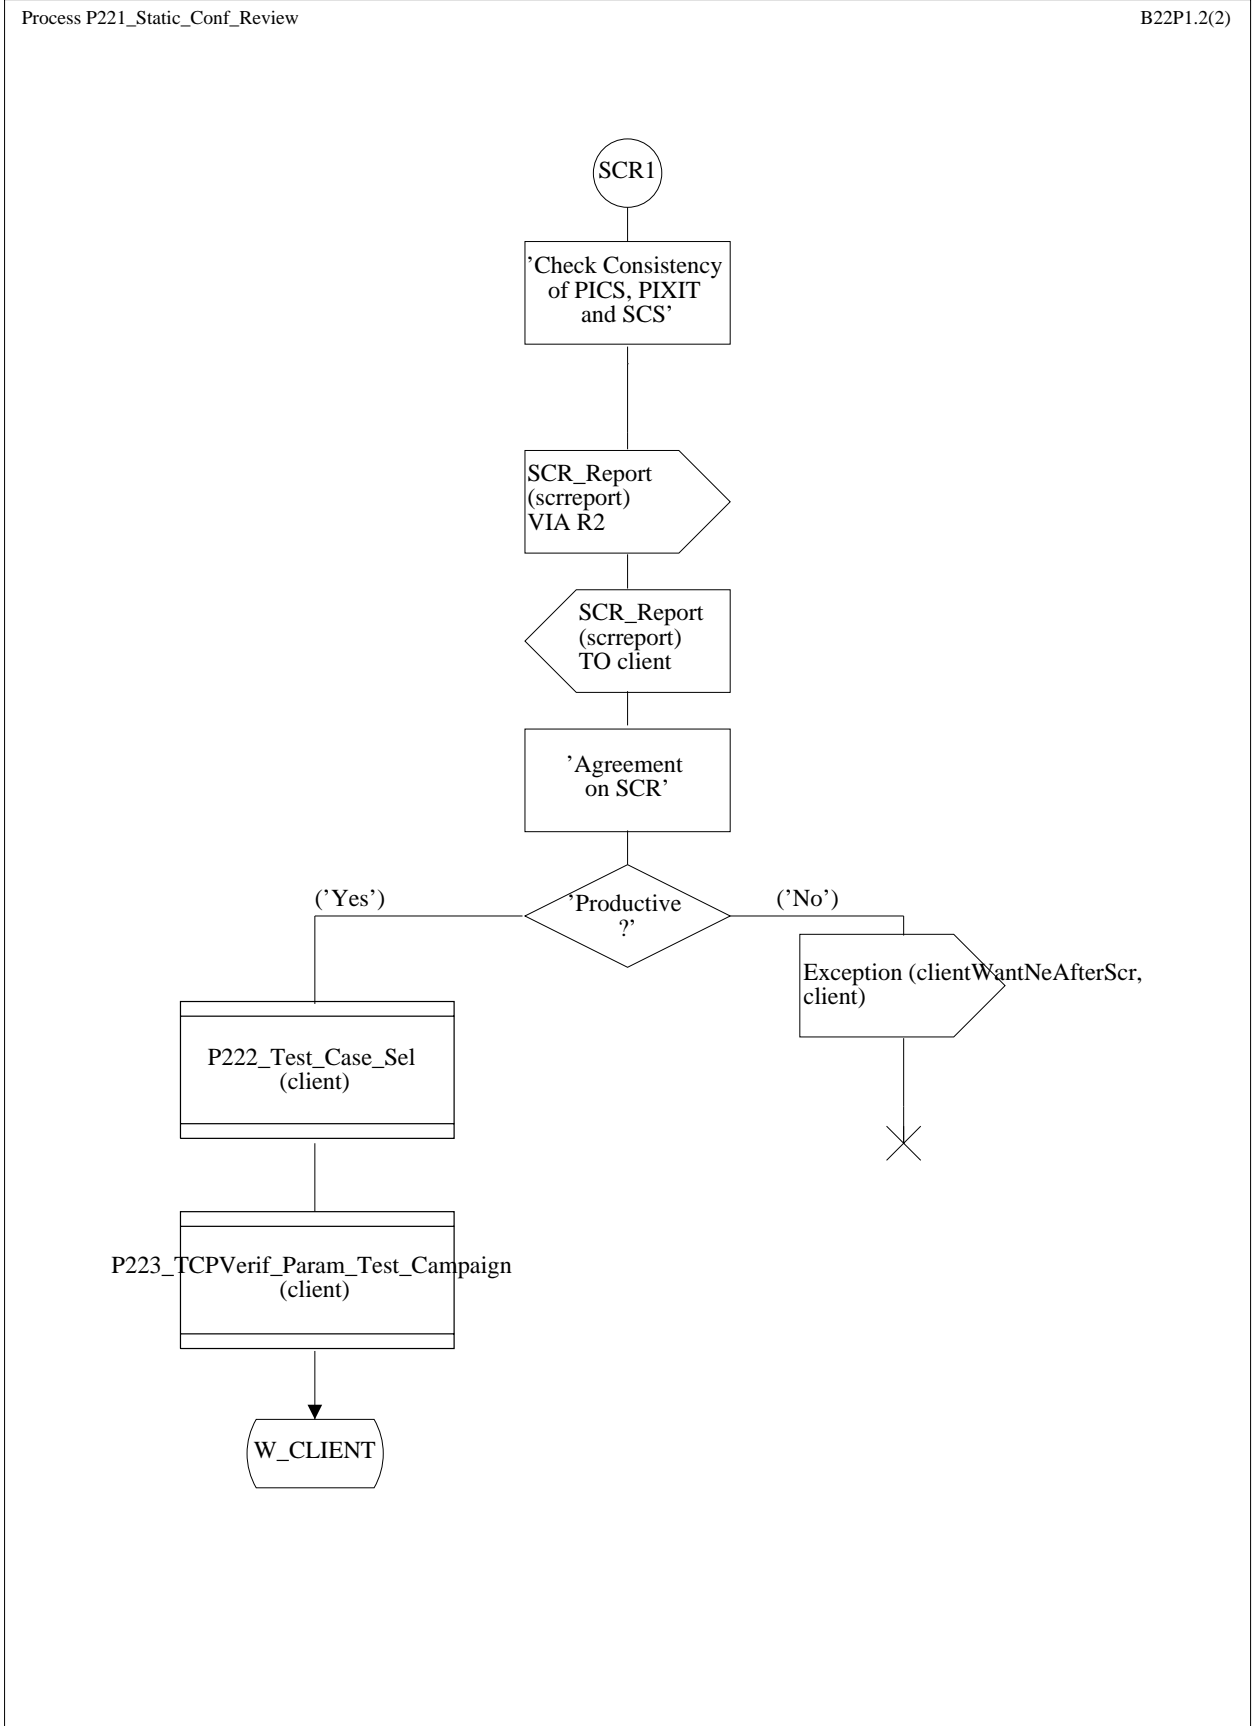 Process P221_Static_Conf_Review
B22P1.2(2)
SCR1
’Check Consistency
of PICS, PIXIT
and SCS’
SCR_Report
(scrreport)
VIA R2
SCR_Report
(scrreport)
TO client
’Agreement
on SCR’
’Productive
?’
(’Yes’)
(’No’)
Exception (clientWantNeAfterScr,
client)
P222_Test_Case_Sel
(client)
P223_TCPVerif_Param_Test_Campaign
(client)
W_CLIENT